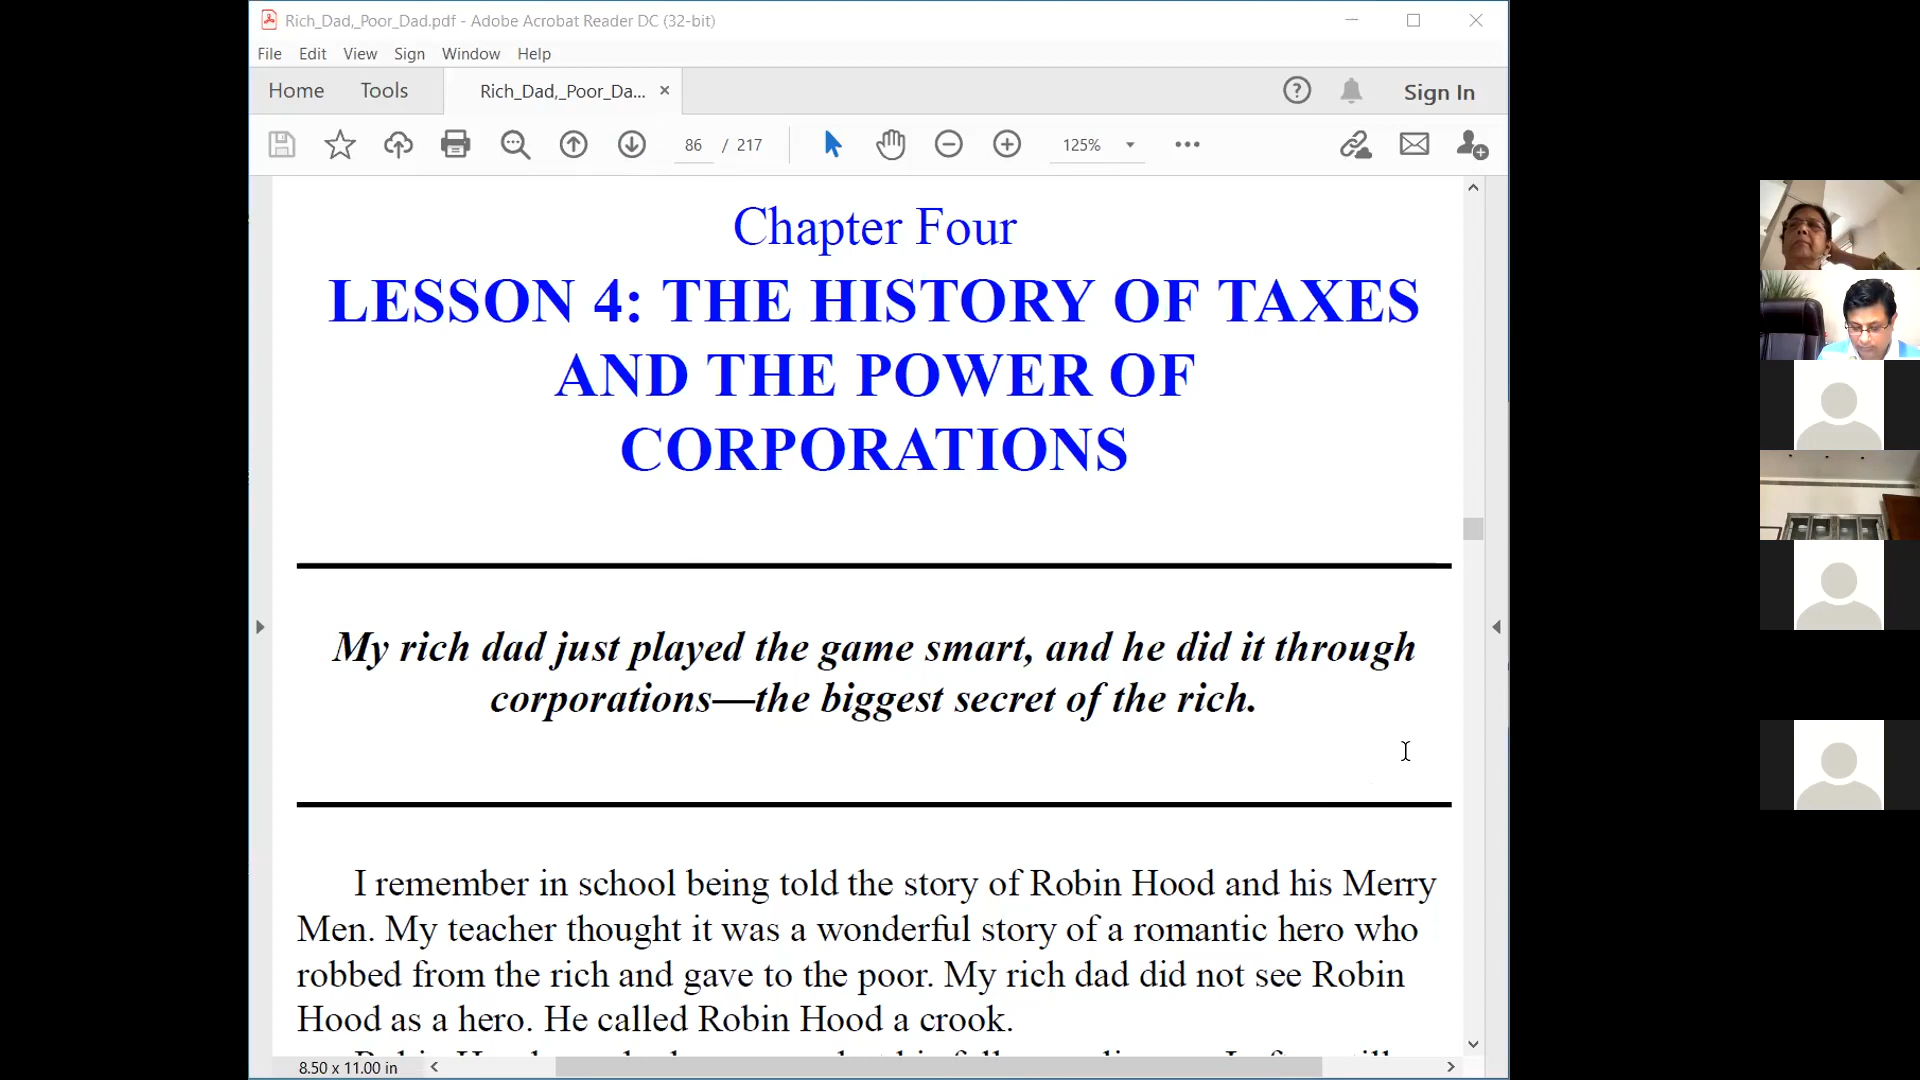 Rich_Dad,_Poor_Dad.pdf - Adobe Acrobat Reader DC (32-bit)
File Edit View Sign Window Help
Home Tools Rich_Dad,_Poor_Da... × Sign In
86 / 217 125%
Chapter Four
LESSON 4: THE HISTORY OF TAXES
AND THE POWER OF
CORPORATIONS
My rich dad just played the game smart, and he did it through
corporations—the biggest secret of the rich.
I remember in school being told the story of Robin Hood and his Merry
Men. My teacher thought it was a wonderful story of a romantic hero who
robbed from the rich and gave to the poor. My rich dad did not see Robin
Hood as a hero. He called Robin Hood a crook.
8.50 x 11.00 in